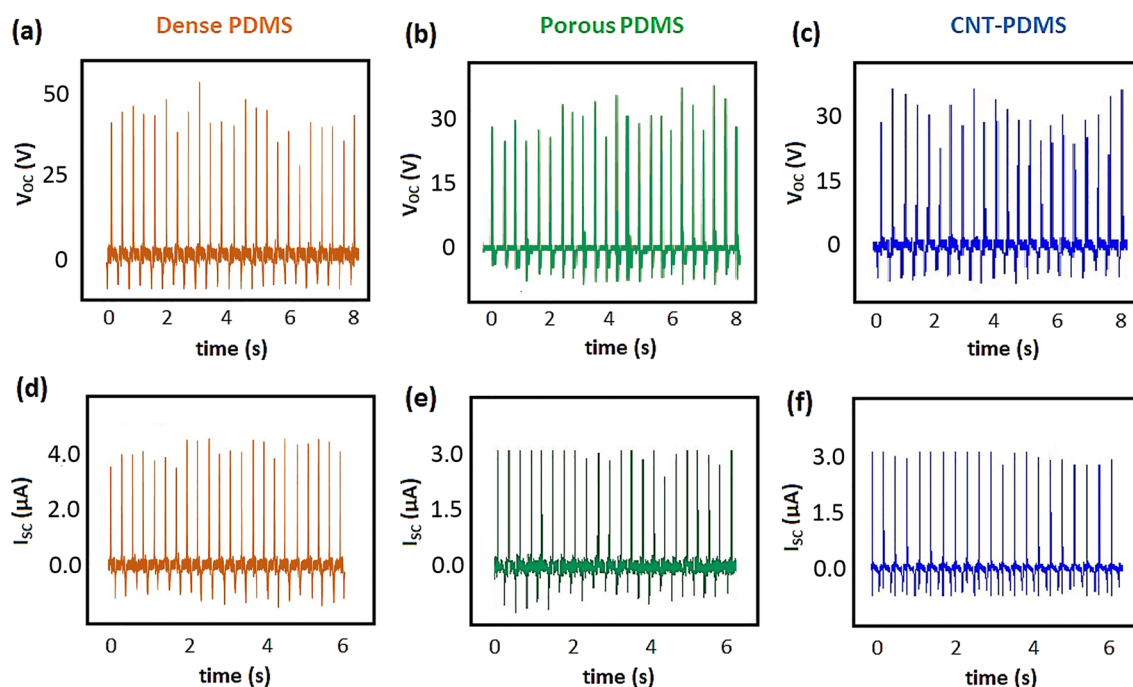 (a) Dense PDMS
(b) Porous PDMS
(c) CNT-PDMS
50
25
0
V_OC (V)
0 2 4 6 8
time (s)
30
15
0
V_OC (V)
0 2 4 6 8
time (s)
30
15
0
V_OC (V)
0 2 4 6 8
time (s)
(d)
4.0
2.0
0.0
I_SC (µA)
0 2 4 6
time (s)
(e)
3.0
1.5
0.0
I_SC (µA)
0 2 4 6
time (s)
(f)
3.0
1.5
0.0
I_SC (µA)
0 2 4 6
time (s)